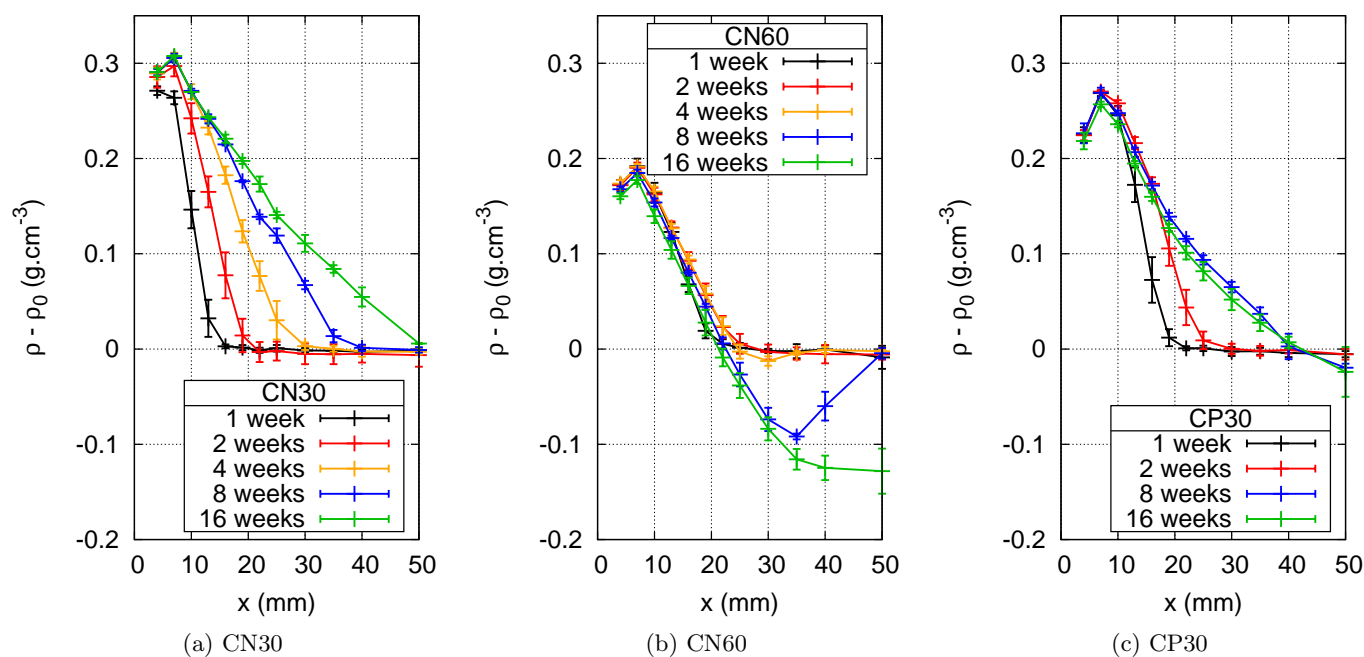 0.3
0.2
0.1
0
-0.1
-0.2
ρ - ρ0 (g.cm-3)
0 10 20 30 40 50
x (mm)
CN30
1 week
2 weeks
4 weeks
8 weeks
16 weeks
(a) CN30
0.3
0.2
0.1
0
-0.1
-0.2
ρ - ρ0 (g.cm-3)
0 10 20 30 40 50
x (mm)
CN60
1 week
2 weeks
4 weeks
8 weeks
16 weeks
(b) CN60
0.3
0.2
0.1
0
-0.1
-0.2
ρ - ρ0 (g.cm-3)
0 10 20 30 40 50
x (mm)
CP30
1 week
2 weeks
8 weeks
16 weeks
(c) CP30